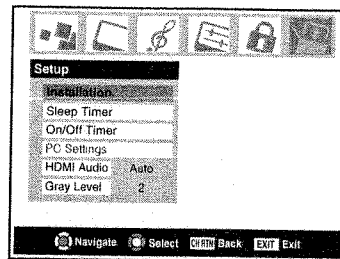 Setup
Installation
Sleep Timer
On/Off Timer
PC Settings
HDMI Audio Auto
Gray Level 2
Navigate Select CH RTN Back EXIT Exit